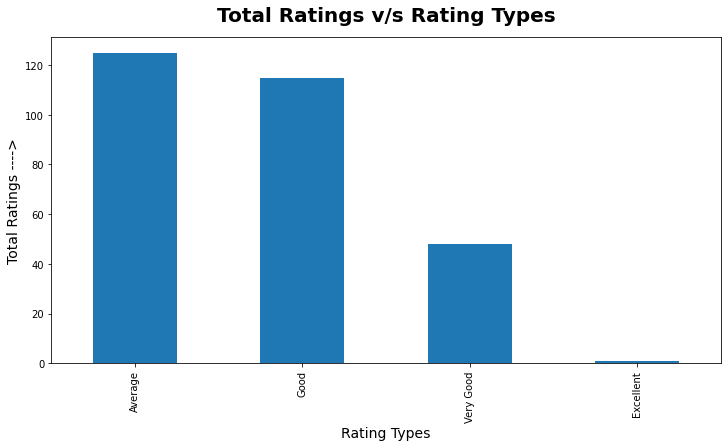 Total Ratings v/s Rating Types
Total Ratings ---->
120
100
80
60
40
20
0
Average
Good
Very Good
Excellent
Rating Types